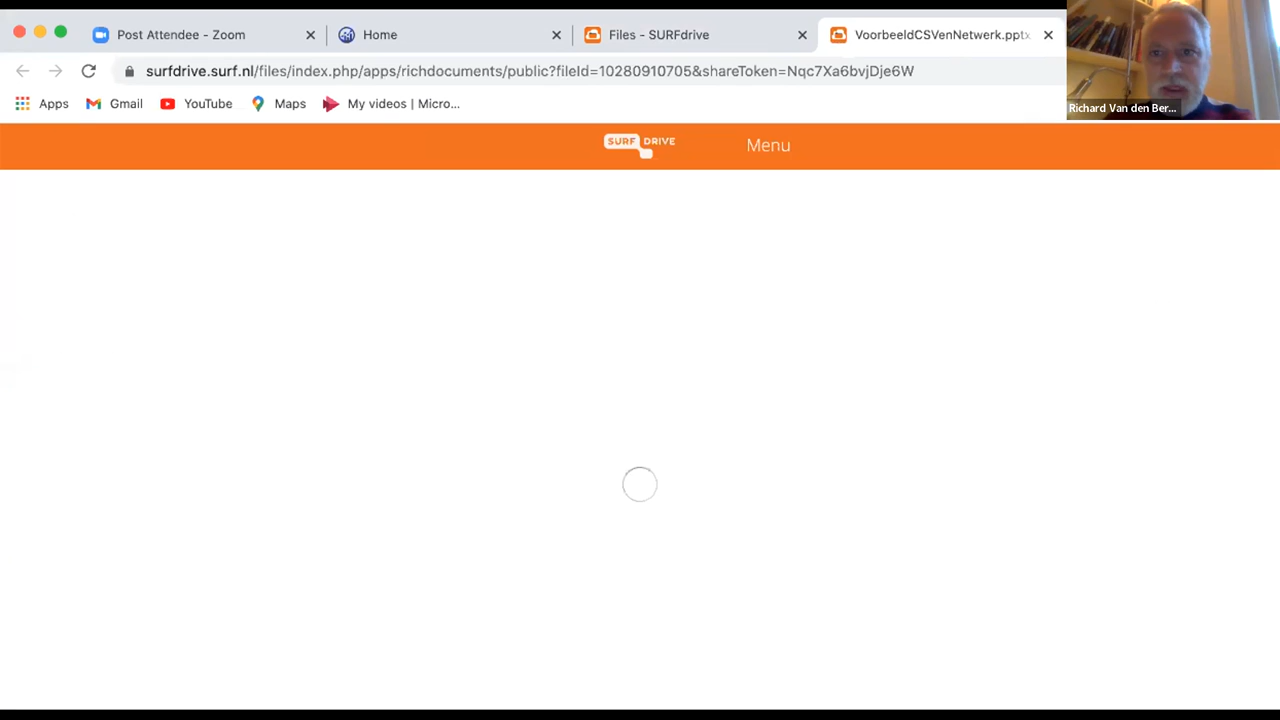 Post Attendee - Zoom
Home
Files - SURFdrive
VoorbeeldCSVenNetwerk.pptx
surfdrive.surf.nl/files/index.php/apps/richdocuments/public?fileId=10280910705&shareToken=Nqc7Xa6bvjDje6W
Richard Van den Ber...
Apps
Gmail
YouTube
Maps
My videos | Micro...
SURF DRIVE
Menu